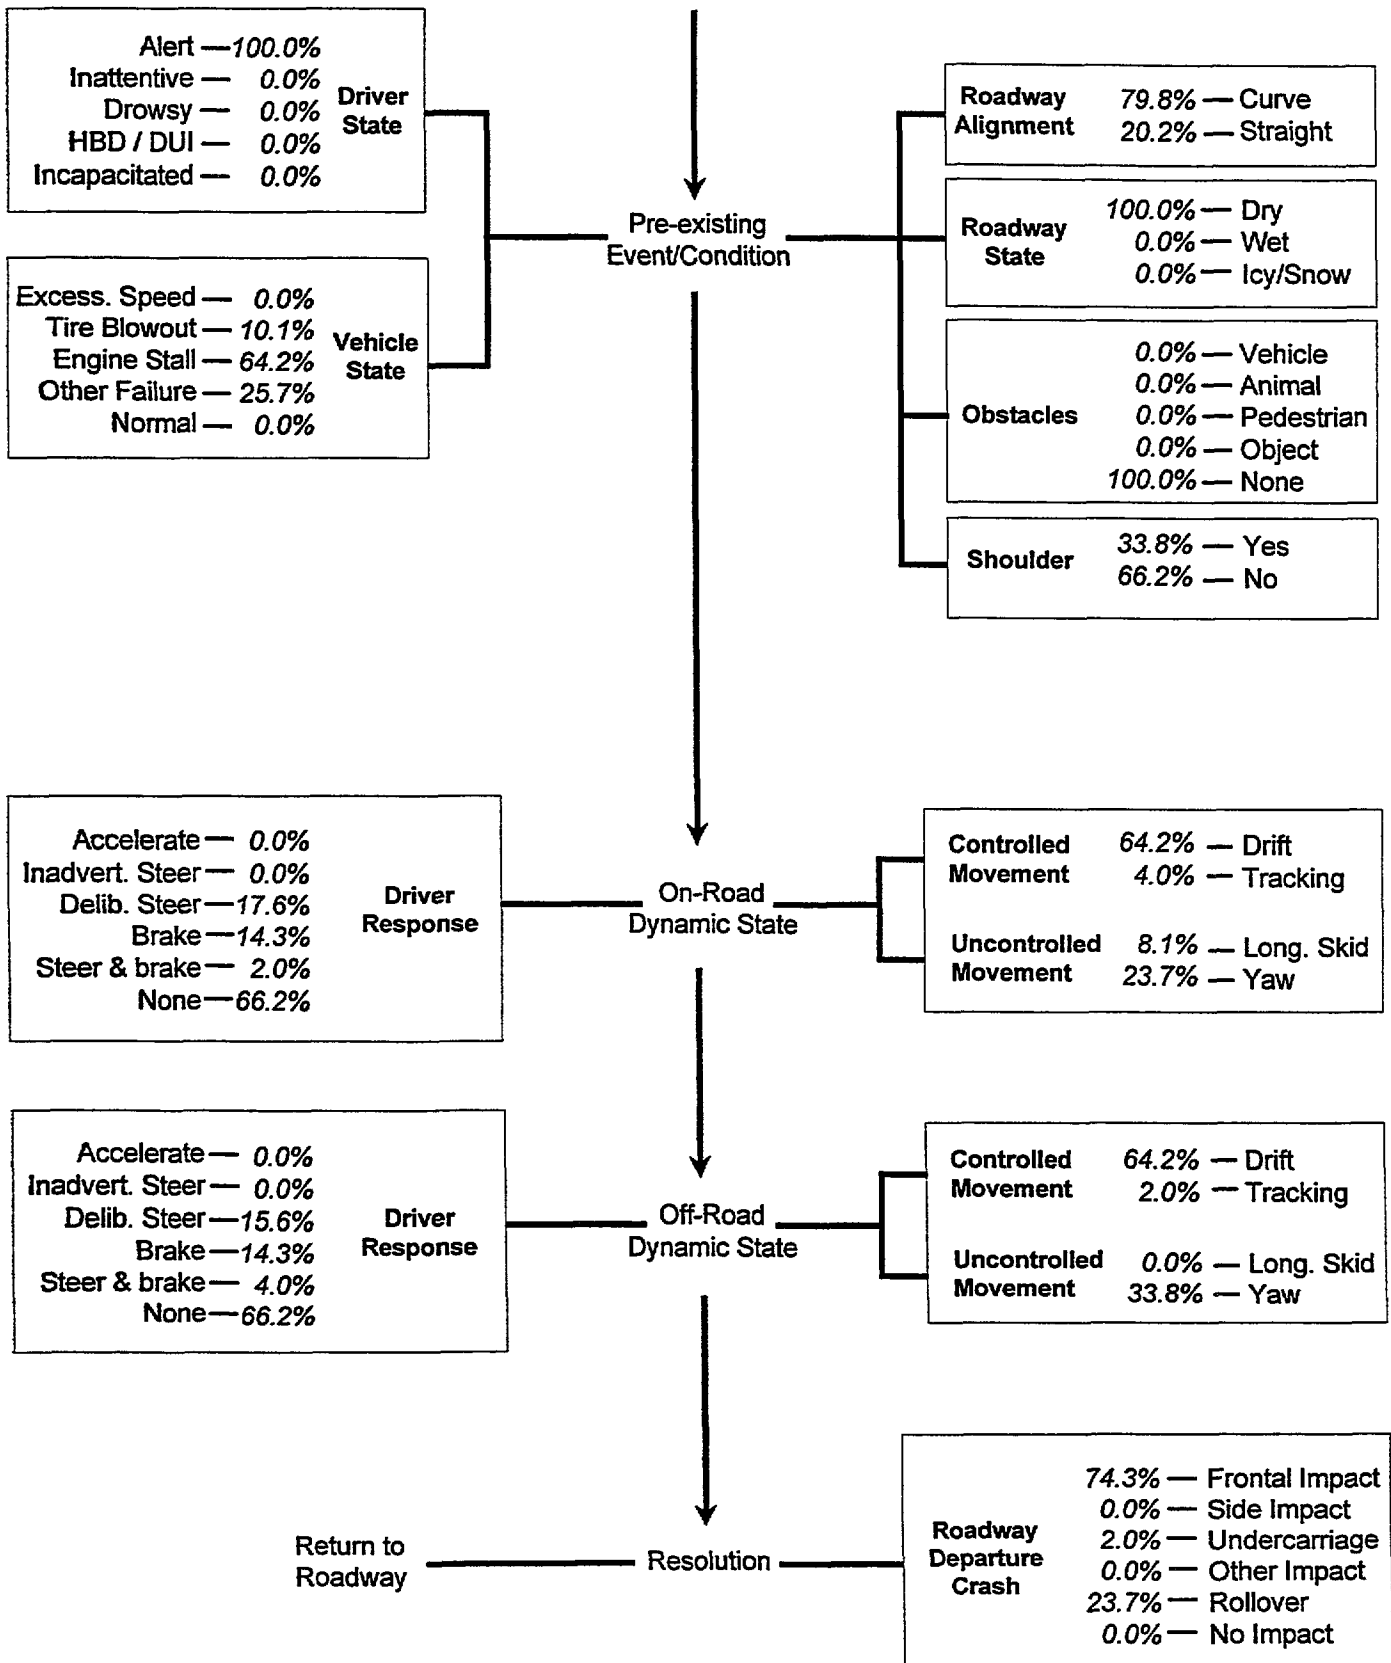 Alert — 100.0%
Inattentive — 0.0%
Drowsy — 0.0%
HBD / DUI — 0.0%
Incapacitated — 0.0%
Driver
State
Excess. Speed — 0.0%
Tire Blowout — 10.1%
Engine Stall — 64.2%
Other Failure — 25.7%
Normal — 0.0%
Vehicle
State
Pre-existing
Event/Condition
Roadway
Alignment
79.8% — Curve
20.2% — Straight
Roadway
State
100.0% — Dry
0.0% — Wet
0.0% — Icy/Snow
Obstacles
0.0% — Vehicle
0.0% — Animal
0.0% — Pedestrian
0.0% — Object
100.0% — None
Shoulder
33.8% — Yes
66.2% — No
Accelerate — 0.0%
Inadvert. Steer — 0.0%
Delib. Steer — 17.6%
Brake — 14.3%
Steer & brake — 2.0%
None — 66.2%
Driver
Response
On-Road
Dynamic State
Controlled
Movement
64.2% — Drift
4.0% — Tracking
Uncontrolled
Movement
8.1% — Long. Skid
23.7% — Yaw
Accelerate — 0.0%
Inadvert. Steer — 0.0%
Delib. Steer — 15.6%
Brake — 14.3%
Steer & brake — 4.0%
None — 66.2%
Driver
Response
Off-Road
Dynamic State
Controlled
Movement
64.2% — Drift
2.0% — Tracking
Uncontrolled
Movement
0.0% — Long. Skid
33.8% — Yaw
Return to
Roadway
Resolution
Roadway
Departure
Crash
74.3% — Frontal Impact
0.0% — Side Impact
2.0% — Undercarriage
0.0% — Other Impact
23.7% — Rollover
0.0% — No Impact